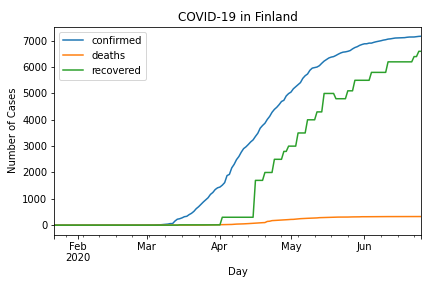 COVID-19 in Finland
confirmed
deaths
recovered
Number of Cases
7000
6000
5000
4000
3000
2000
1000
0
Feb Mar Apr May Jun
2020
Day